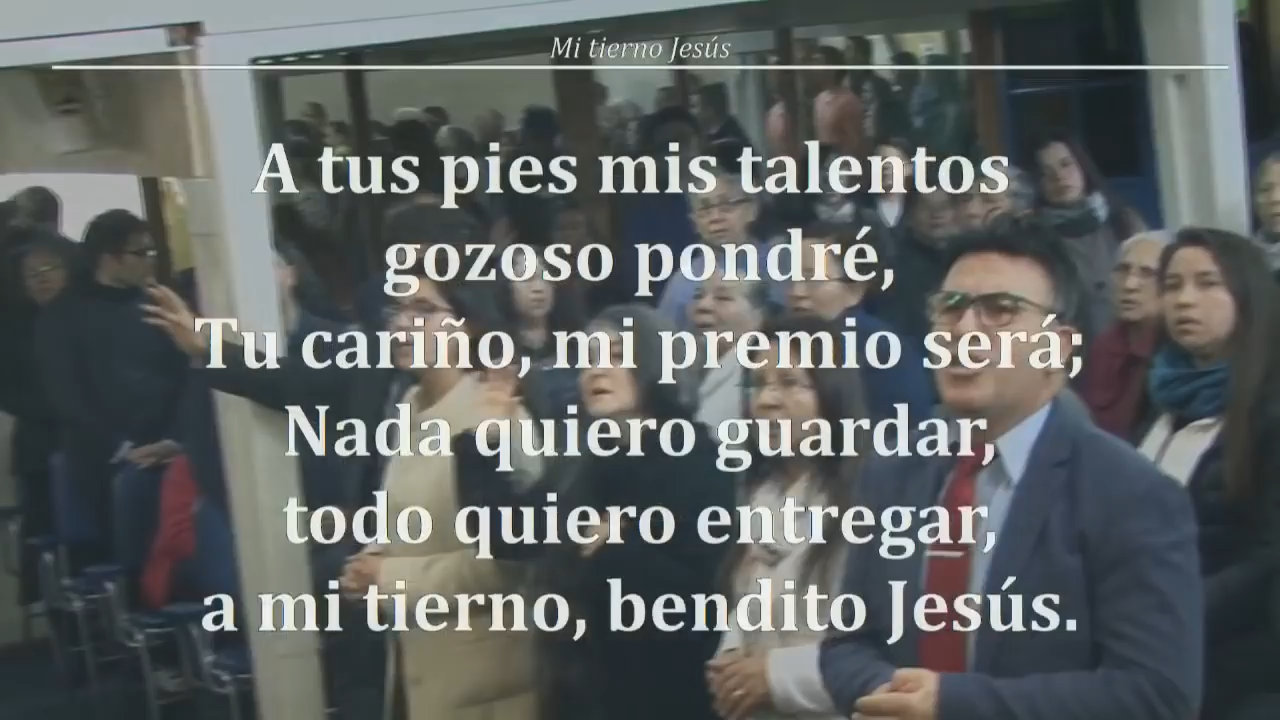 Mi tierno Jesús
A tus pies mis talentos
gozoso pondré,
Tu cariño, mi premio será;
Nada quiero guardar,
todo quiero entregar,
a mi tierno, bendito Jesús.